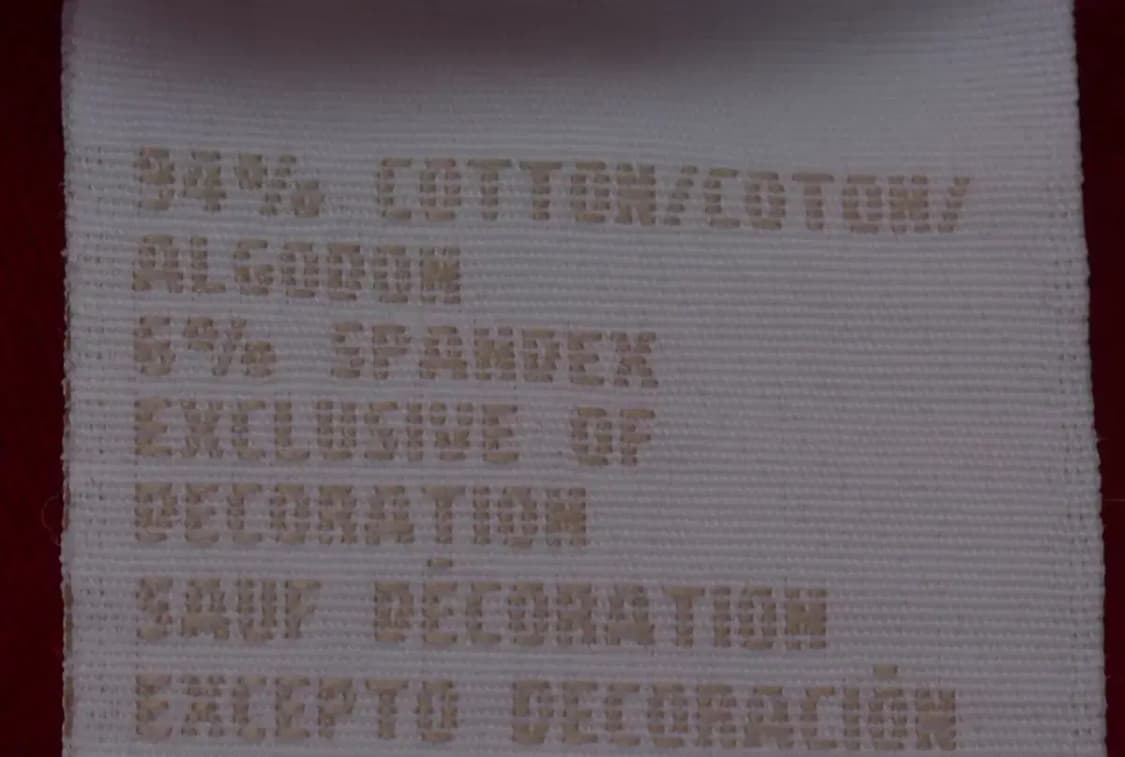 94% COTTON/COTON/
ALGODON
6% SPANDEX
EXCLUSIVE OF
DECORATION
SAUF DÉCORATION
EXCEPTO DECORACIÓN